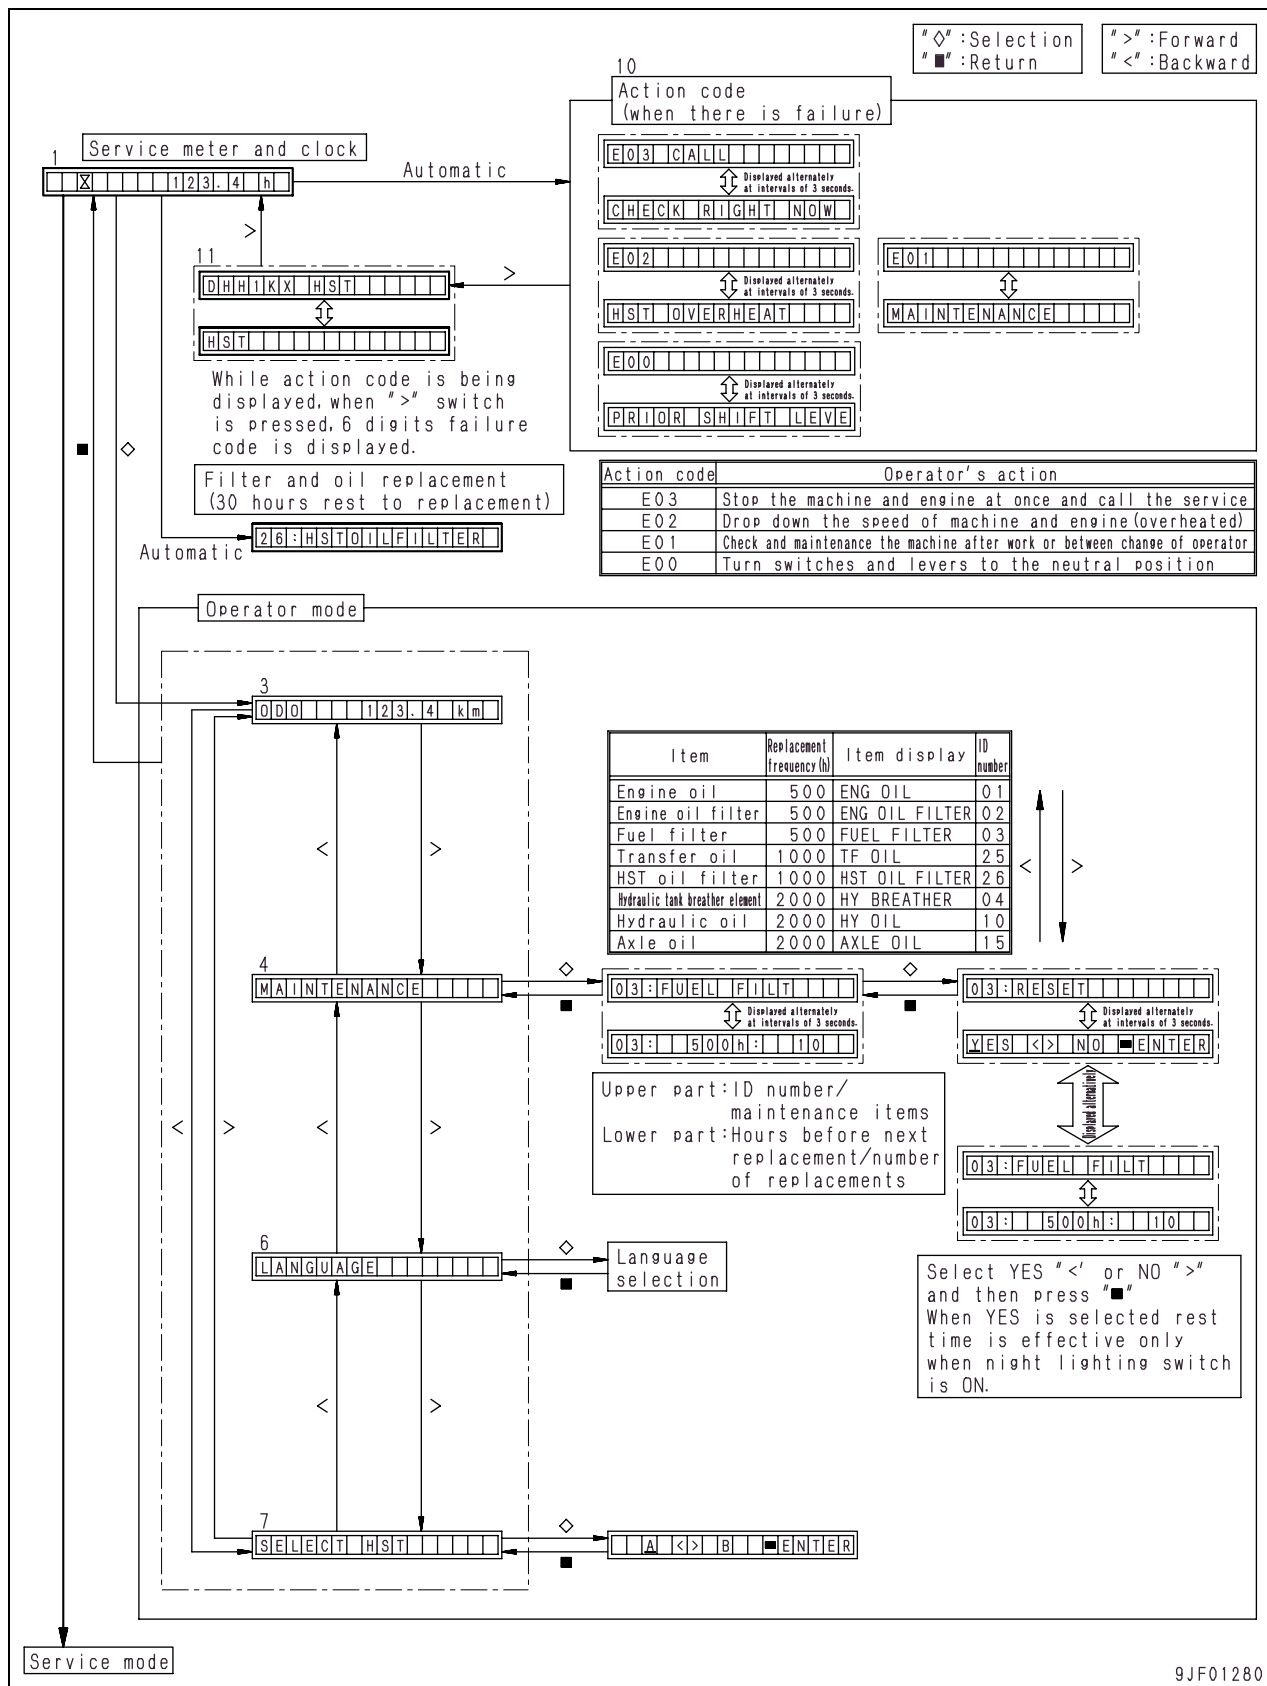 "◇":Selection
"■":Return
">":Forward
"<":Backward
10
Action code
(when there is failure)
Service meter and clock
1
123.4 h
Automatic
E03 CALL
Displayed alternately
at intervals of 3 seconds.
CHECK RIGHT NOW
>
11
DHH1KX HST
HST
>
E02
Displayed alternately
at intervals of 3 seconds.
HST OVERHEAT
E01
MAINTENANCE
E00
Displayed alternately
at intervals of 3 seconds.
PRIOR SHIFT LEVE
While action code is being
displayed, when ">" switch
is pressed, 6 digits failure
code is displayed.
■ ◇
Filter and oil replacement
(30 hours rest to replacement)
Automatic
26:HSTOILFILTER
Action code Operator's action
E03 Stop the machine and engine at once and call the service
E02 Drop down the speed of machine and engine(overheated)
E01 Check and maintenance the machine after work or between change of operator
E00 Turn switches and levers to the neutral position
Operator mode
3
ODO 123.4 km
Item Replacement frequency(h) Item display ID number
Engine oil 500 ENG OIL 01
Engine oil filter 500 ENG OIL FILTER 02
Fuel filter 500 FUEL FILTER 03
Transfer oil 1000 TF OIL 25
HST oil filter 1000 HST OIL FILTER 26
Hydraulic tank breather element 2000 HY BREATHER 04
Hydraulic oil 2000 HY OIL 10
Axle oil 2000 AXLE OIL 15
< >
< >
4
MAINTENANCE
◇
■
03:FUEL FILT
Displayed alternately
at intervals of 3 seconds.
03: 500h: 10
◇
■
03:RESET
Displayed alternately
at intervals of 3 seconds.
YES <> NO ■ENTER
Displayed alternatively
03:FUEL FILT
03: 500h: 10
Upper part:ID number/
maintenance items
Lower part:Hours before next
replacement/number
of replacements
< > < >
6
LANGUAGE
◇
■
Language
selection
Select YES "<' or NO ">"
and then press "■"
When YES is selected rest
time is effective only
when night lighting switch
is ON.
< >
7
SELECT HST
◇
■
A <> B ■ENTER
Service mode
9JF01280